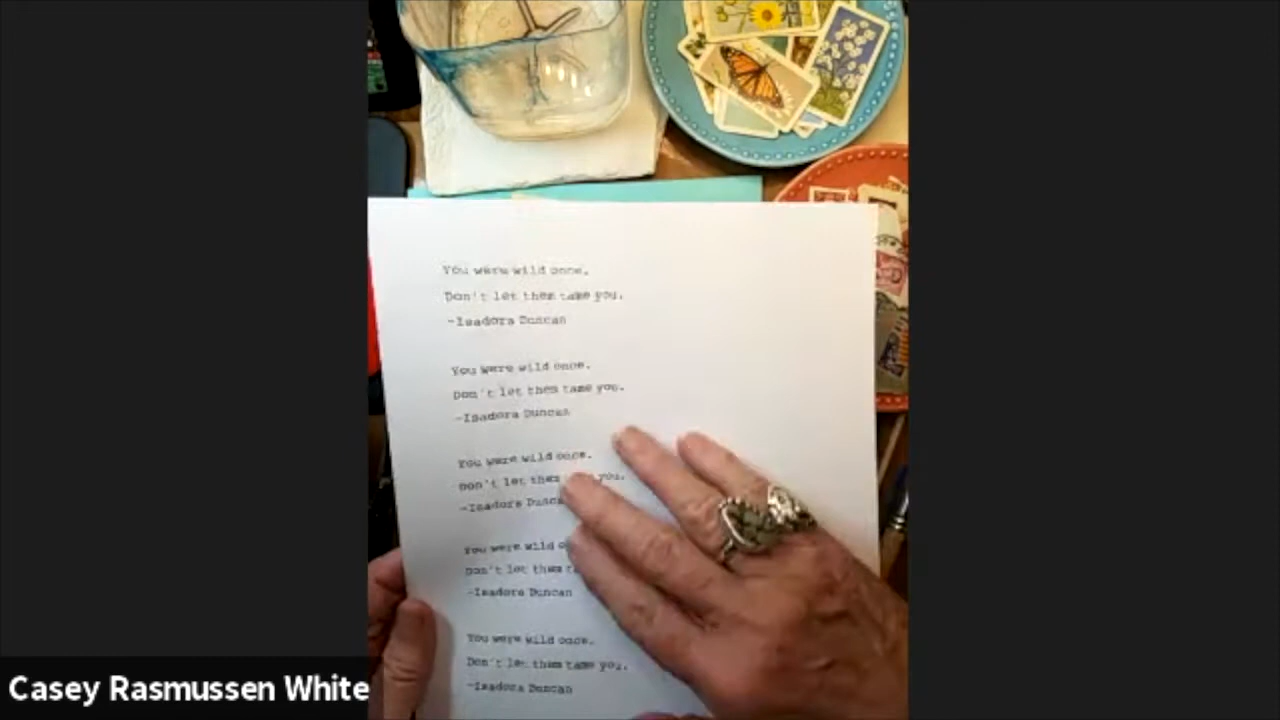 You were wild once.
Don't let them tame you.
-Isadora Duncan
You were wild once.
Don't let them tame you.
-Isadora Duncan
You were wild once.
Don't let them you.
-Isadora Duncan
You were wild
Don't let them
-Isadora Duncan
You were wild once.
Don't let them tame you.
-Isadora Duncan
Casey Rasmussen White